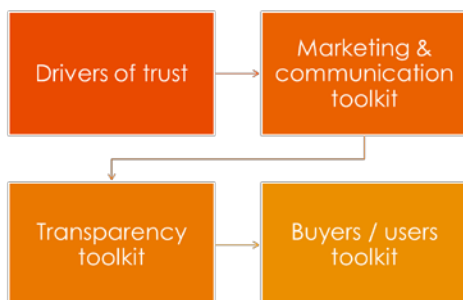 Drivers of trust
Marketing &
communication
toolkit
Transparency
toolkit
Buyers / users
toolkit